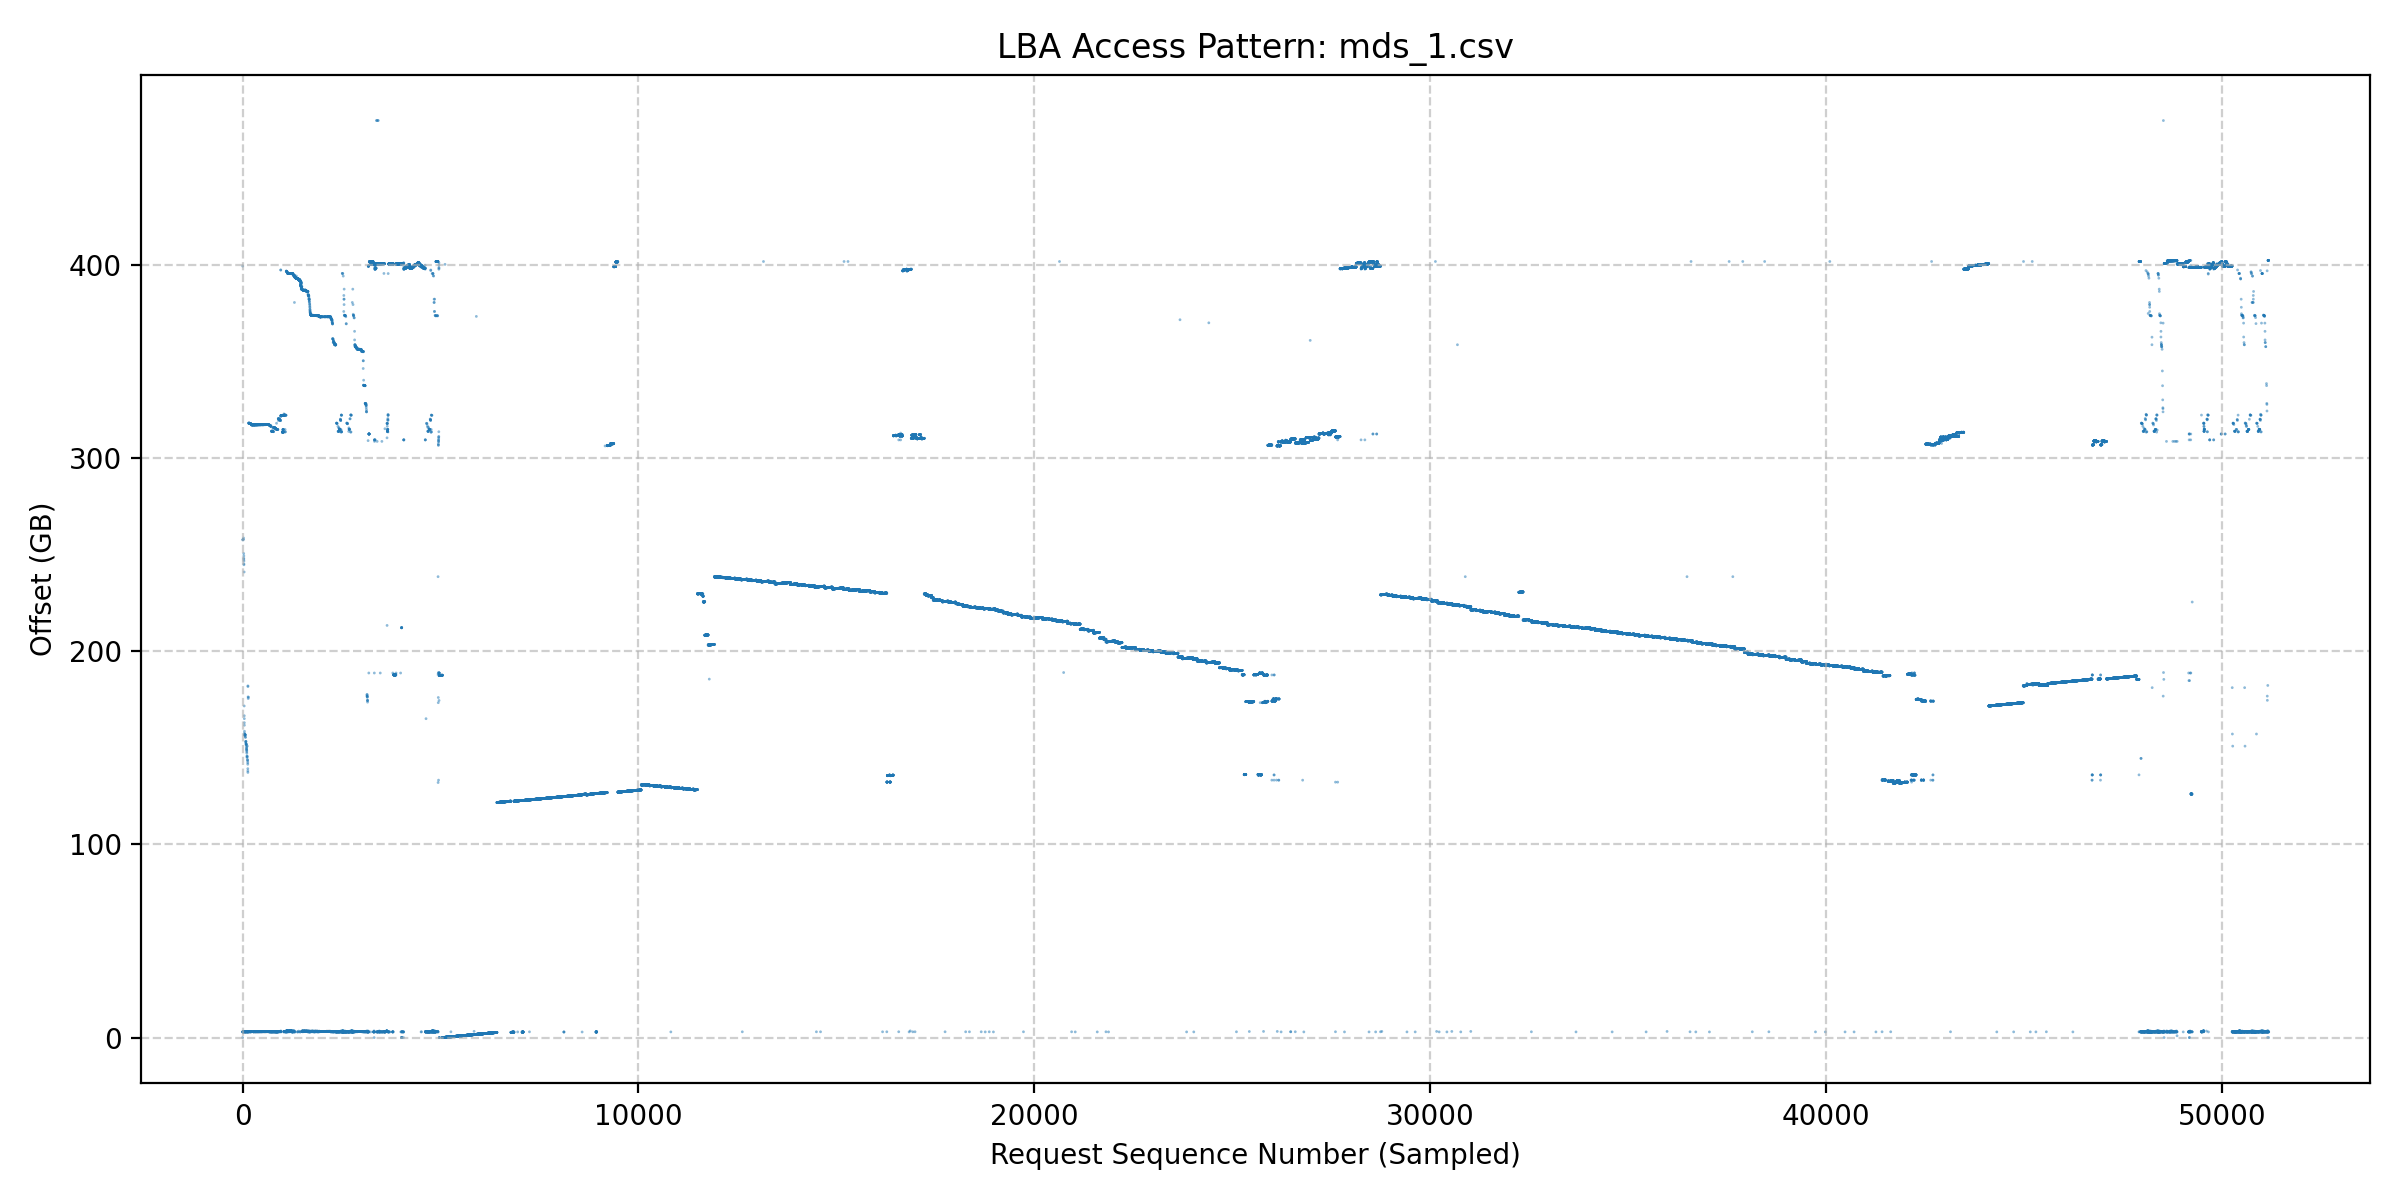 LBA Access Pattern: mds_1.csv
Offset (GB)
400
300
200
100
0
0 10000 20000 30000 40000 50000
Request Sequence Number (Sampled)